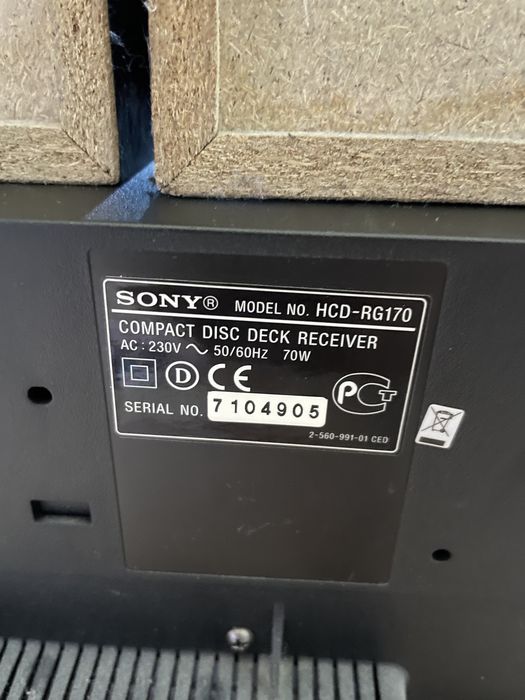 SONY® MODEL NO. HCD-RG170
COMPACT DISC DECK RECEIVER
AC : 230V ~ 50/60HZ 70W
D CE
PCT
SERIAL NO. 7104905
2-560-991-01 CED